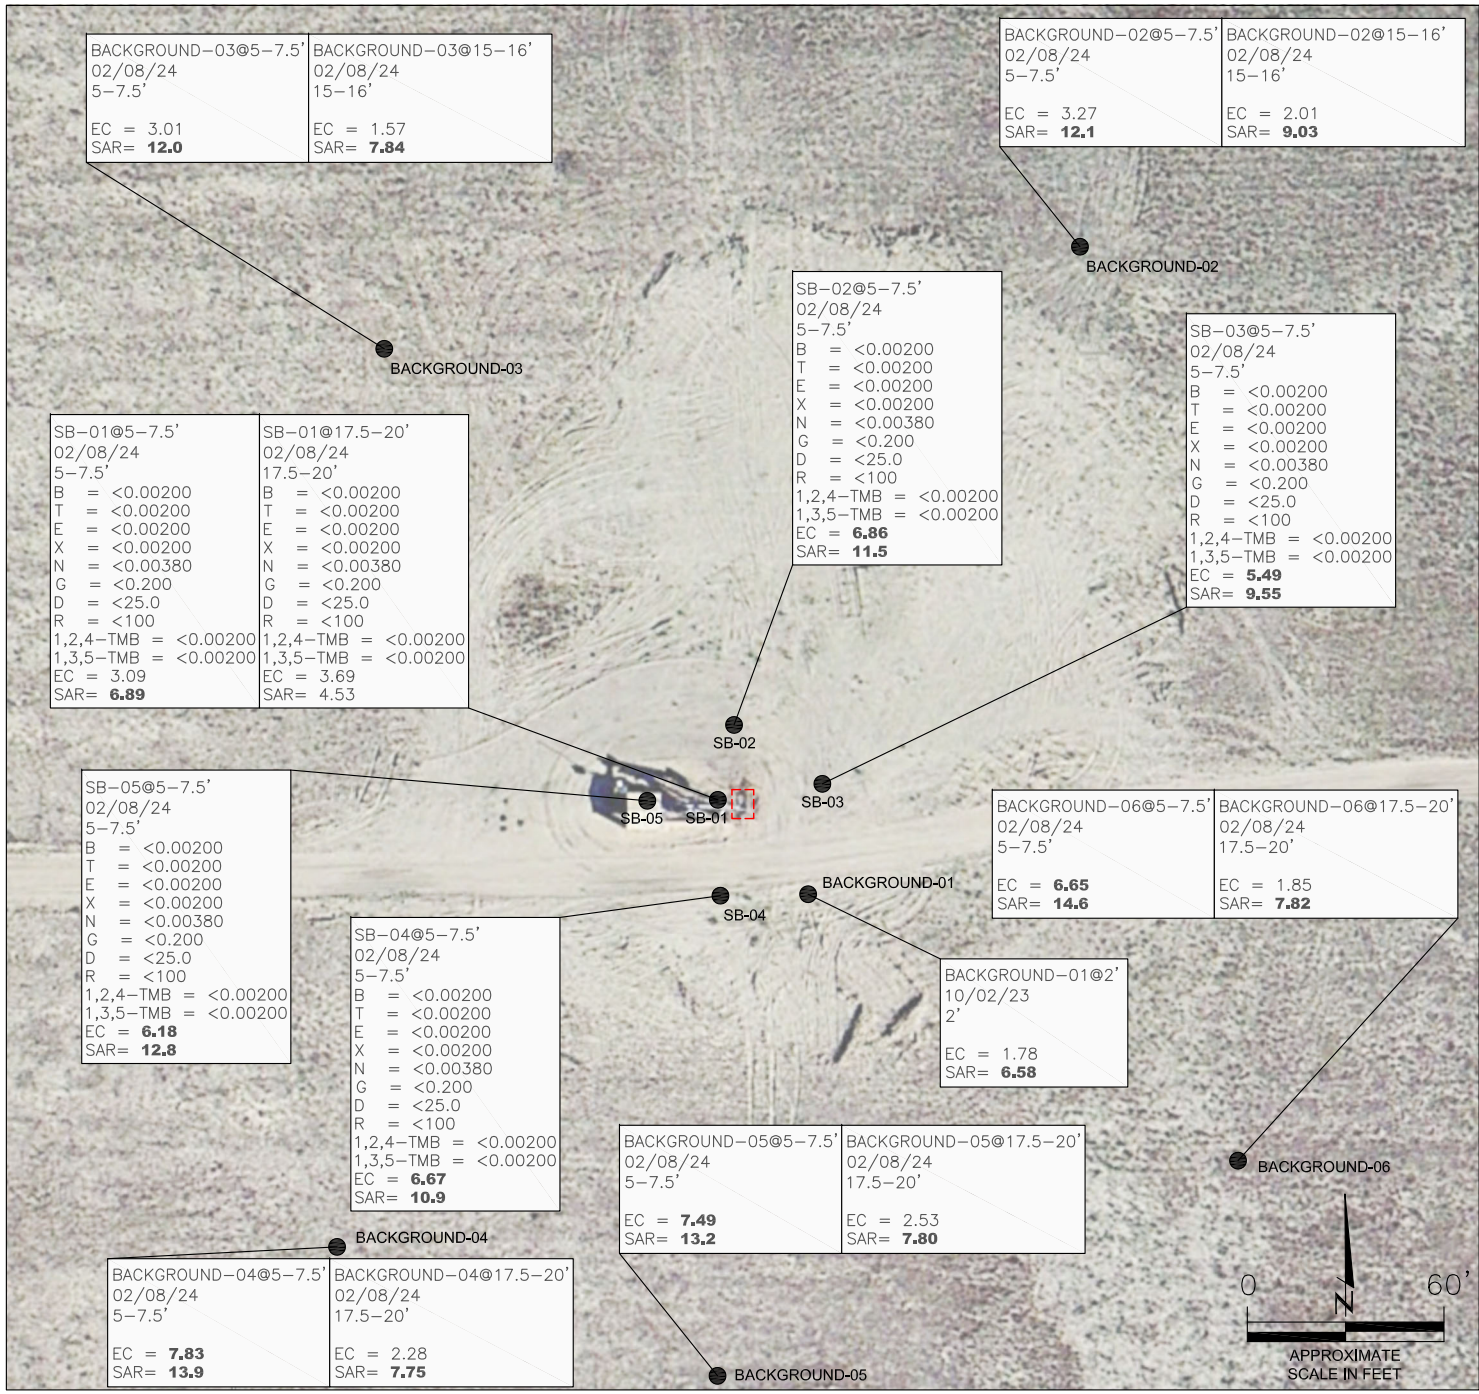 BACKGROUND-03@5-7.5'
02/08/24
5-7.5'
EC = 3.01
SAR= 12.0
BACKGROUND-03@15-16'
02/08/24
15-16'
EC = 1.57
SAR= 7.84
BACKGROUND-02@5-7.5'
02/08/24
5-7.5'
EC = 3.27
SAR= 12.1
BACKGROUND-02@15-16'
02/08/24
15-16'
EC = 2.01
SAR= 9.03
BACKGROUND-02
BACKGROUND-03
SB-02@5-7.5'
02/08/24
5-7.5'
B = <0.00200
T = <0.00200
E = <0.00200
X = <0.00200
N = <0.00380
G = <0.200
D = <25.0
R = <100
1,2,4-TMB = <0.00200
1,3,5-TMB = <0.00200
EC = 6.86
SAR= 11.5
SB-03@5-7.5'
02/08/24
5-7.5'
B = <0.00200
T = <0.00200
E = <0.00200
X = <0.00200
N = <0.00380
G = <0.200
D = <25.0
R = <100
1,2,4-TMB = <0.00200
1,3,5-TMB = <0.00200
EC = 5.49
SAR= 9.55
SB-01@5-7.5'
02/08/24
5-7.5'
B = <0.00200
T = <0.00200
E = <0.00200
X = <0.00200
N = <0.00380
G = <0.200
D = <25.0
R = <100
1,2,4-TMB = <0.00200
1,3,5-TMB = <0.00200
EC = 3.09
SAR= 6.89
SB-01@17.5-20'
02/08/24
17.5-20'
B = <0.00200
T = <0.00200
E = <0.00200
X = <0.00200
N = <0.00380
G = <0.200
D = <25.0
R = <100
1,2,4-TMB = <0.00200
1,3,5-TMB = <0.00200
EC = 3.69
SAR= 4.53
SB-02
SB-03
SB-05
SB-01
SB-05@5-7.5'
02/08/24
5-7.5'
B = <0.00200
T = <0.00200
E = <0.00200
X = <0.00200
N = <0.00380
G = <0.200
D = <25.0
R = <100
1,2,4-TMB = <0.00200
1,3,5-TMB = <0.00200
EC = 6.18
SAR= 12.8
BACKGROUND-06@5-7.5'
02/08/24
5-7.5'
EC = 6.65
SAR= 14.6
BACKGROUND-06@17.5-20'
02/08/24
17.5-20'
EC = 1.85
SAR= 7.82
BACKGROUND-01
SB-04
SB-04@5-7.5'
02/08/24
5-7.5'
B = <0.00200
T = <0.00200
E = <0.00200
X = <0.00200
N = <0.00380
G = <0.200
D = <25.0
R = <100
1,2,4-TMB = <0.00200
1,3,5-TMB = <0.00200
EC = 6.67
SAR= 10.9
BACKGROUND-01@2'
10/02/23
2'
EC = 1.78
SAR= 6.58
BACKGROUND-05@5-7.5'
02/08/24
5-7.5'
EC = 7.49
SAR= 13.2
BACKGROUND-05@17.5-20'
02/08/24
17.5-20'
EC = 2.53
SAR= 7.80
BACKGROUND-06
BACKGROUND-04
BACKGROUND-04@5-7.5'
02/08/24
5-7.5'
EC = 7.83
SAR= 13.9
BACKGROUND-04@17.5-20'
02/08/24
17.5-20'
EC = 2.28
SAR= 7.75
BACKGROUND-05
0 N 60'
APPROXIMATE
SCALE IN FEET